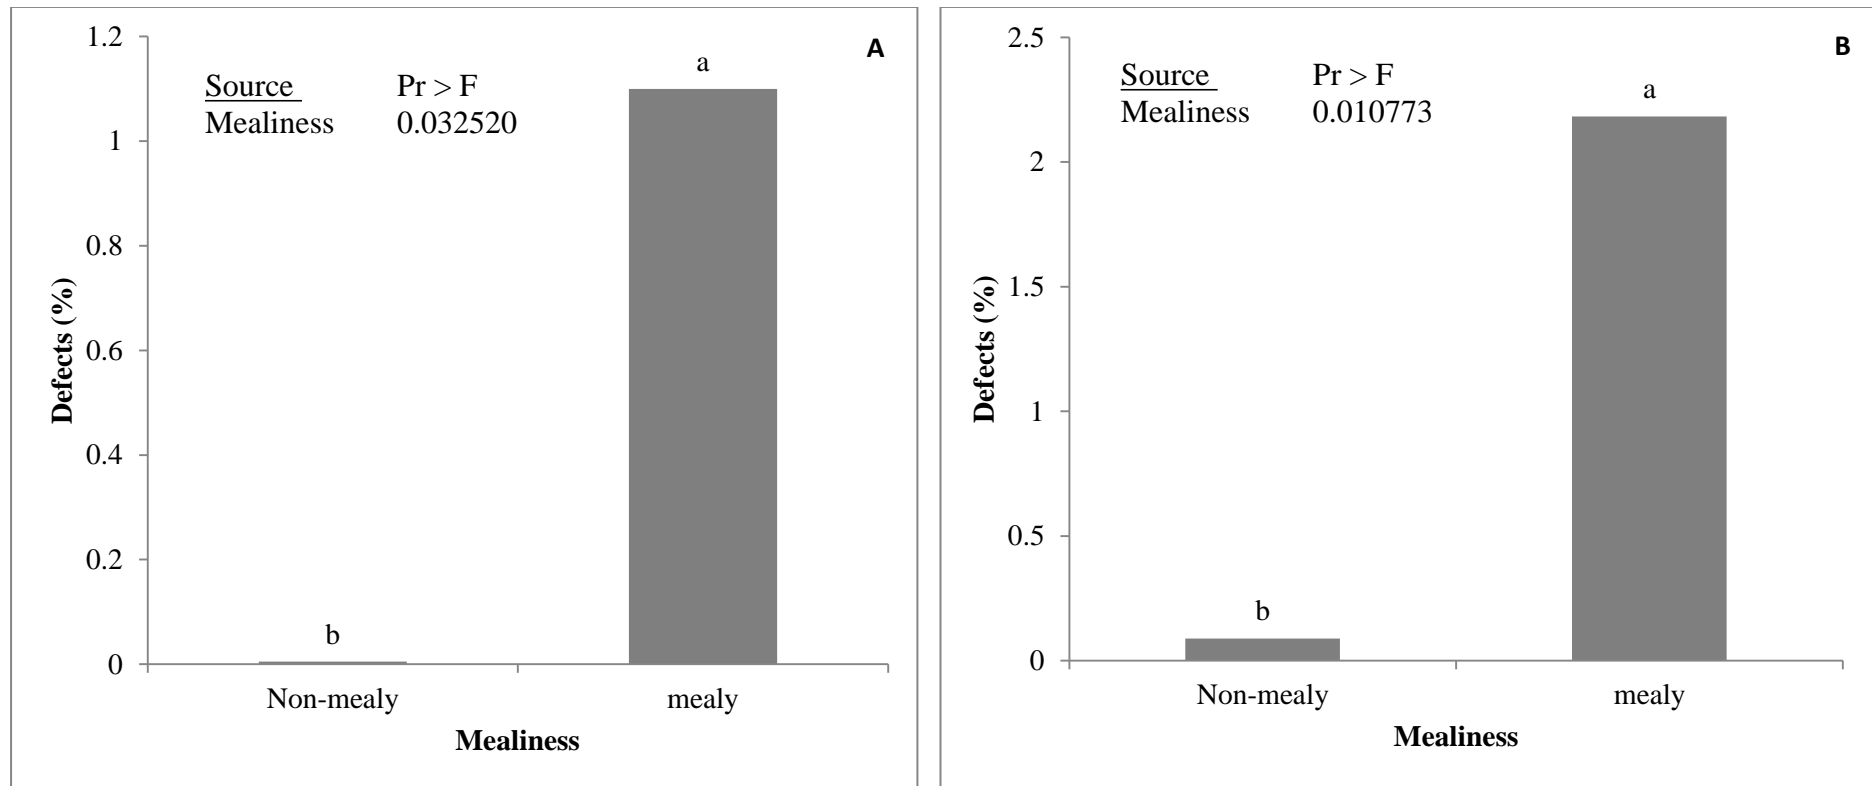 A
Source Pr > F
Mealiness 0.032520
a
b
1.2
1
0.8
0.6
0.4
0.2
0
Defects (%)
Non-mealy mealy
Mealiness
B
Source Pr > F
Mealiness 0.010773
a
b
2.5
2
1.5
1
0.5
0
Defects (%)
Non-mealy mealy
Mealiness